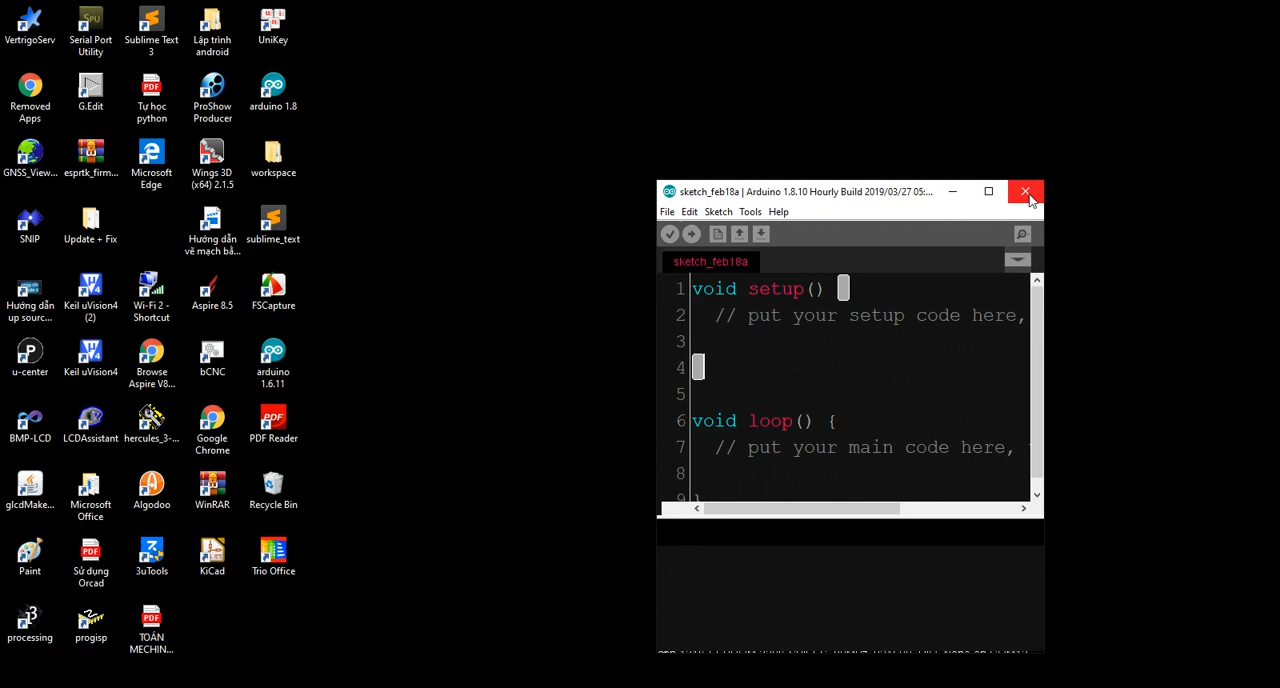 VertrigoServ
Serial Port
Utility
Sublime Text
3
Lập trình
android
UniKey
Removed
Apps
G.Edit
Tự học
python
ProShow
Producer
arduino 1.8
GNSS_View...
esprtk_firm...
Microsoft
Edge
Wings 3D
(x64) 2.1.5
workspace
SNIP
Update + Fix
Hướng dẫn
vẽ mạch bằ...
sublime_text
Hướng dẫn
up sourc...
Keil uVision4
(2)
Wi-Fi 2 -
Shortcut
Aspire 8.5
FSCapture
u-center
Keil uVision4
Browse
Aspire V8...
bCNC
arduino
1.6.11
BMP-LCD
LCDAssistant
hercules_3-...
Google
Chrome
PDF Reader
glcdMake...
Microsoft
Office
Algodoo
WinRAR
Recycle Bin
Paint
Sử dụng
Orcad
3uTools
KiCad
Trio Office
processing
progisp
TOÁN
MECHIN...
sketch_feb18a | Arduino 1.8.10 Hourly Build 2019/03/27 05:...
File Edit Sketch Tools Help
sketch_feb18a
1 void setup() {
2 // put your setup code here,
3
4 }
5
6 void loop() {
7 // put your main code here,
8
9 }